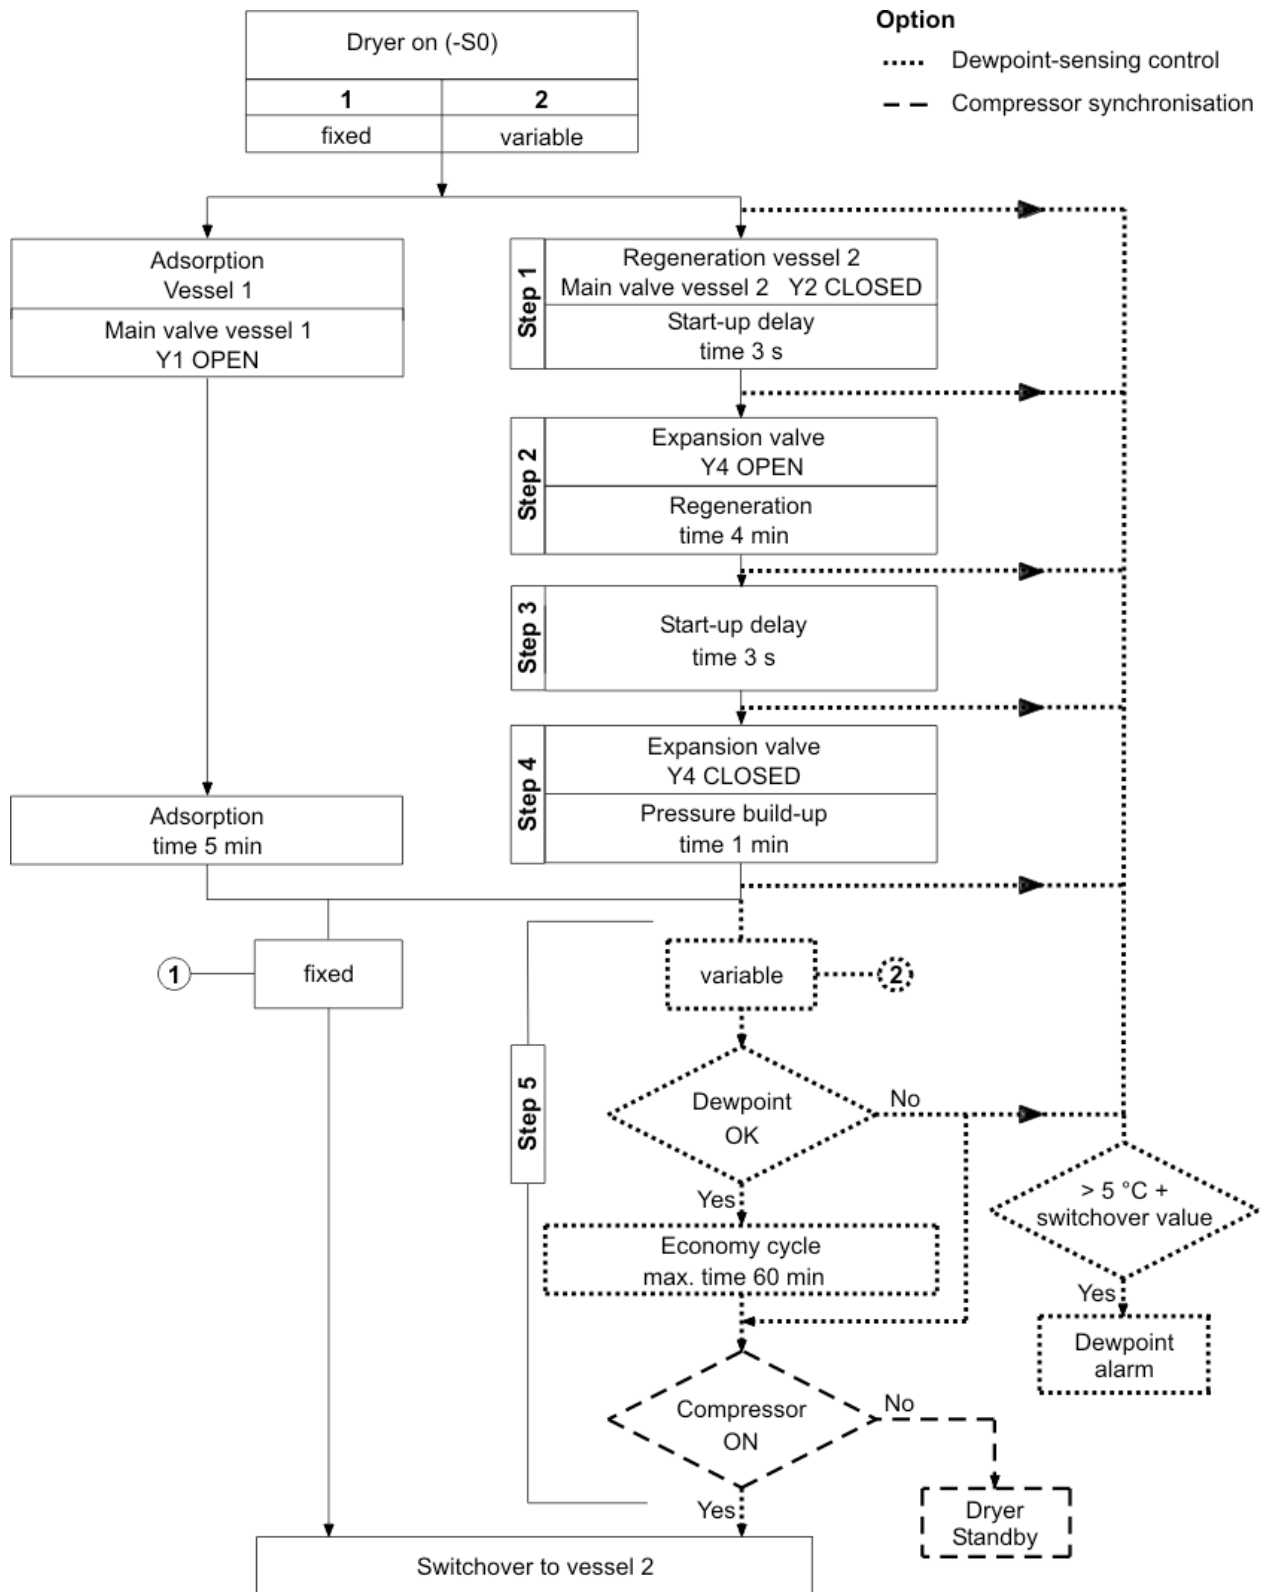 Dryer on (-S0)
1
2
fixed
variable
Option
Dewpoint-sensing control
Compressor synchronisation
Adsorption
Vessel 1
Main valve vessel 1
Y1 OPEN
Step 1
Regeneration vessel 2
Main valve vessel 2 Y2 CLOSED
Start-up delay
time 3 s
Step 2
Expansion valve
Y4 OPEN
Regeneration
time 4 min
Step 3
Start-up delay
time 3 s
Step 4
Expansion valve
Y4 CLOSED
Pressure build-up
time 1 min
Adsorption
time 5 min
1
fixed
variable
2
Step 5
Dewpoint
OK
No
Yes
> 5 °C +
switchover value
Yes
Dewpoint
alarm
Economy cycle
max. time 60 min
Compressor
ON
No
Yes
Dryer
Standby
Switchover to vessel 2